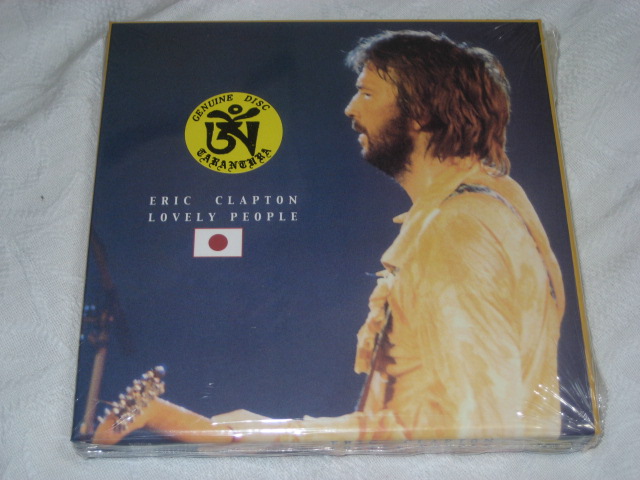 GENUINE DISC
ༀ
TARANTURA
ERIC CLAPTON
LOVELY PEOPLE